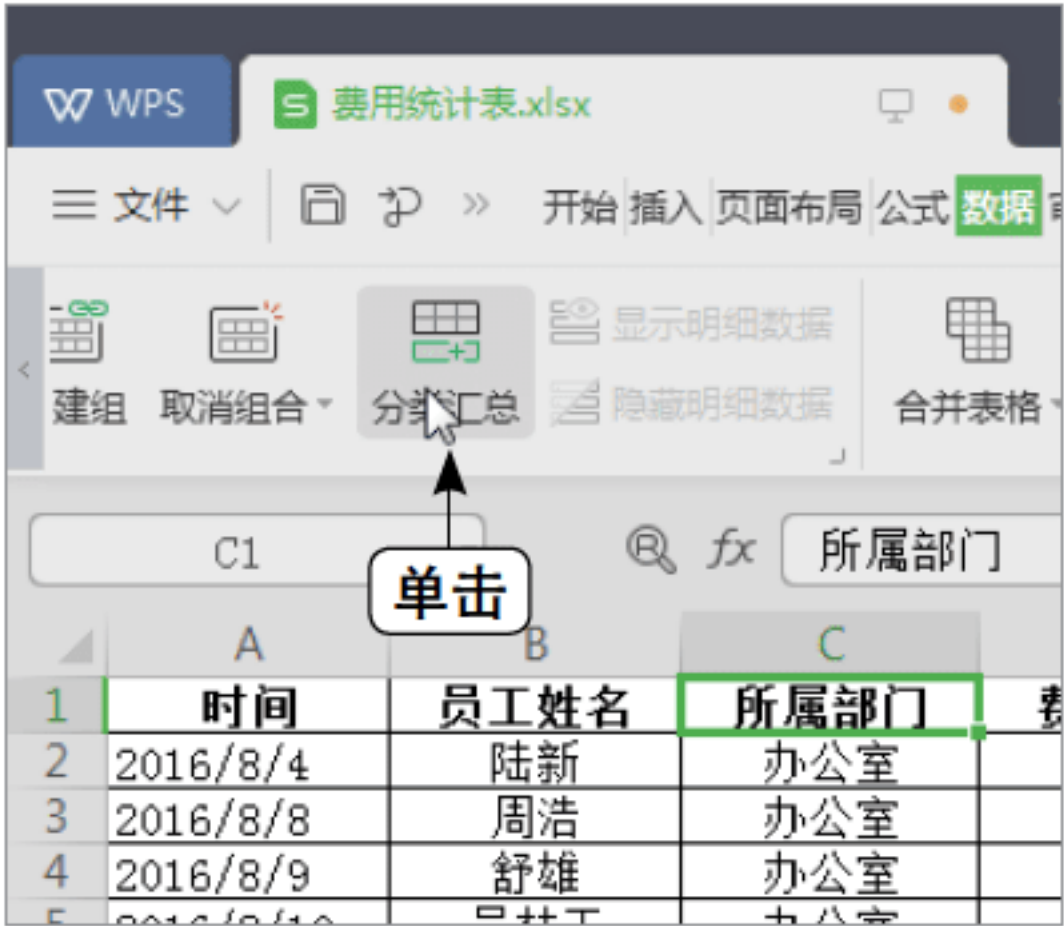 WPS 费用统计表.xlsx
文件 开始 插入 页面布局 公式 数据
显示明细数据
建组 取消组合 分类汇总 隐藏明细数据 合并表格
C1 fx 所属部门
单击
A B C
1 时间 员工姓名 所属部门
2 2016/8/4 陆新 办公室
3 2016/8/8 周浩 办公室
4 2016/8/9 舒雄 办公室